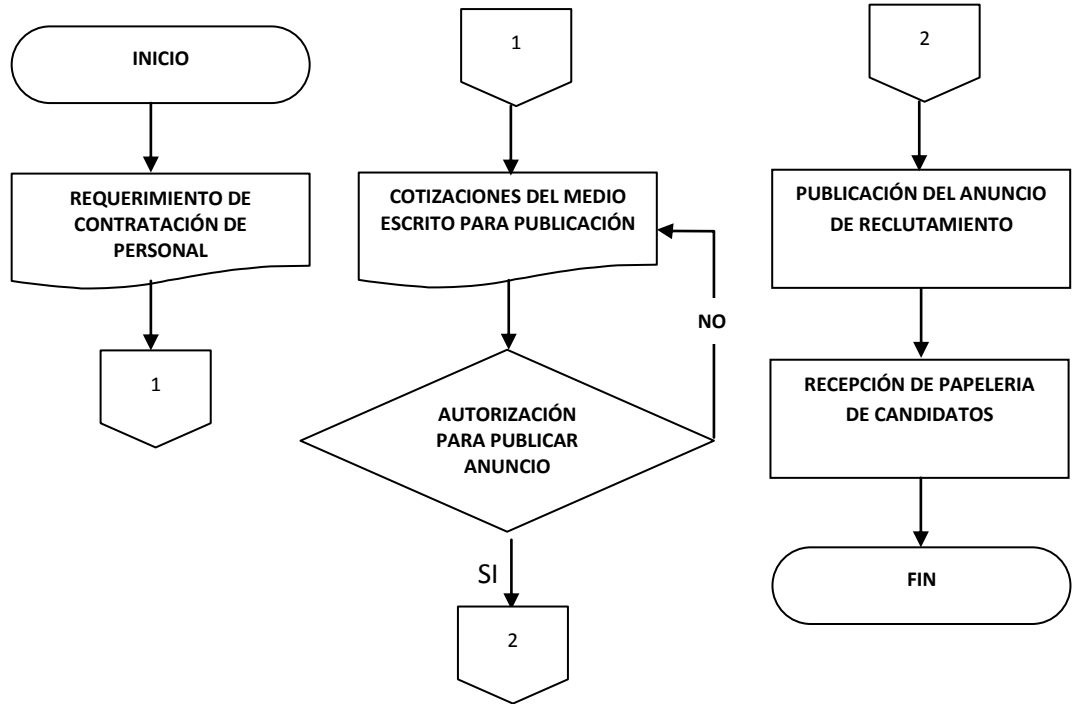 INICIO
REQUERIMIENTO DE
CONTRATACIÓN DE
PERSONAL
1
1
COTIZACIONES DEL MEDIO
ESCRITO PARA PUBLICACIÓN
NO
AUTORIZACIÓN
PARA PUBLICAR
ANUNCIO
SI
2
2
PUBLICACIÓN DEL ANUNCIO
DE RECLUTAMIENTO
RECEPCIÓN DE PAPELERIA
DE CANDIDATOS
FIN